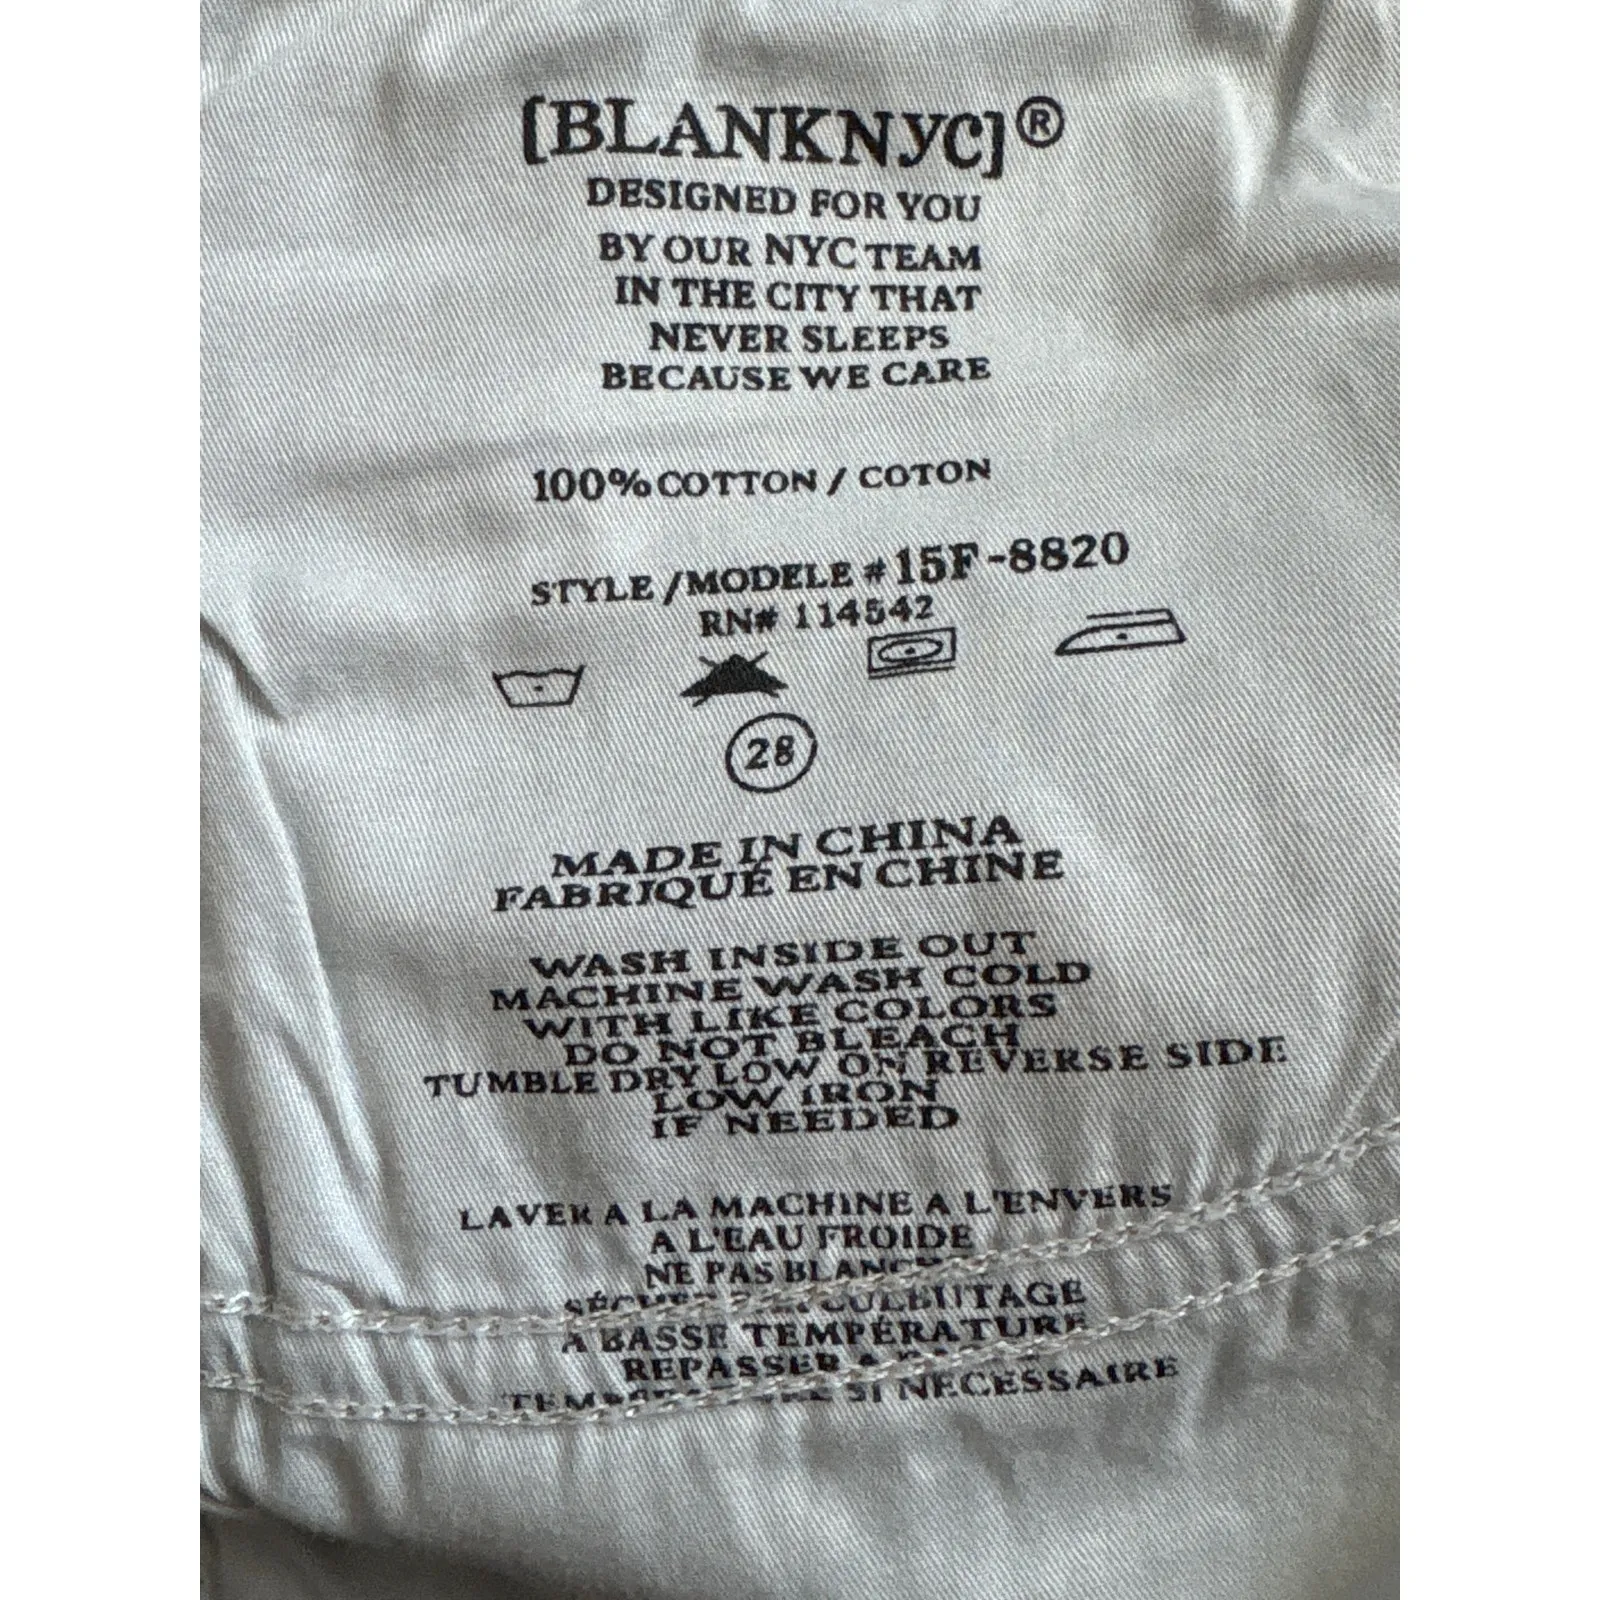 [BLANKNYC]®
DESIGNED FOR YOU
BY OUR NYC TEAM
IN THE CITY THAT
NEVER SLEEPS
BECAUSE WE CARE
100% COTTON / COTON
STYLE /MODELE # 15F-8820
RN# 114542
28
MADE IN CHINA
FABRIQUÉ EN CHINE
WASH INSIDE OUT
MACHINE WASH COLD
WITH LIKE COLORS
DO NOT BLEACH
TUMBLE DRY LOW ON REVERSE SIDE
LOW IRON
IF NEEDED
LAVER A LA MACHINE A L'ENVERS
A L'EAU FROIDE
NE PAS
CULBUTAGE
A BASSE TEMPÉRATURE
REPASSER A
SI NECESSAIRE